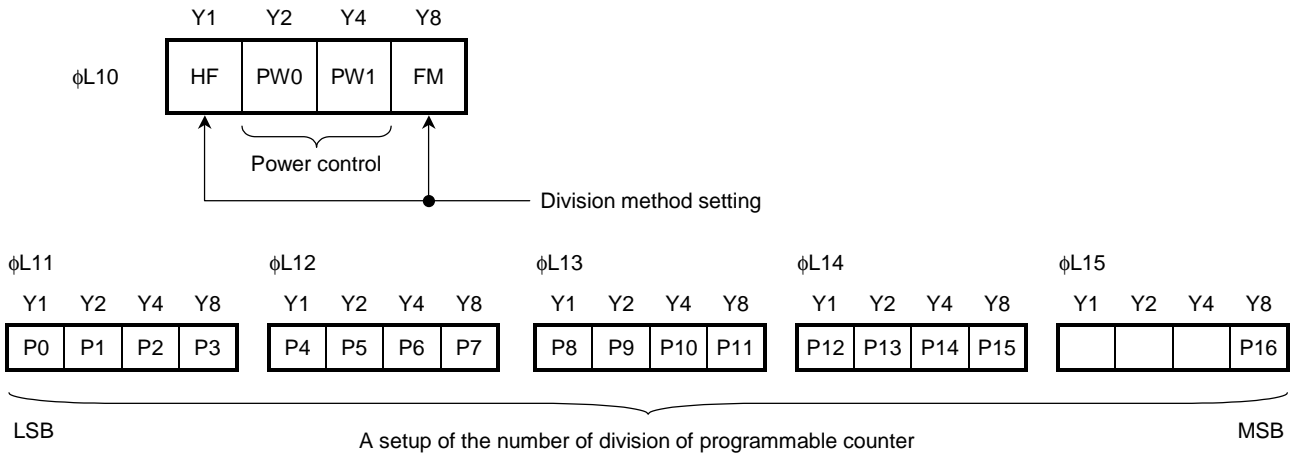 Y1 Y2 Y4 Y8
ϕL10 HF PW0 PW1 FM
Power control
Division method setting
ϕL11 ϕL12 ϕL13 ϕL14 ϕL15
Y1 Y2 Y4 Y8 Y1 Y2 Y4 Y8 Y1 Y2 Y4 Y8 Y1 Y2 Y4 Y8 Y1 Y2 Y4 Y8
P0 P1 P2 P3 P4 P5 P6 P7 P8 P9 P10 P11 P12 P13 P14 P15 P16
LSB A setup of the number of division of programmable counter MSB